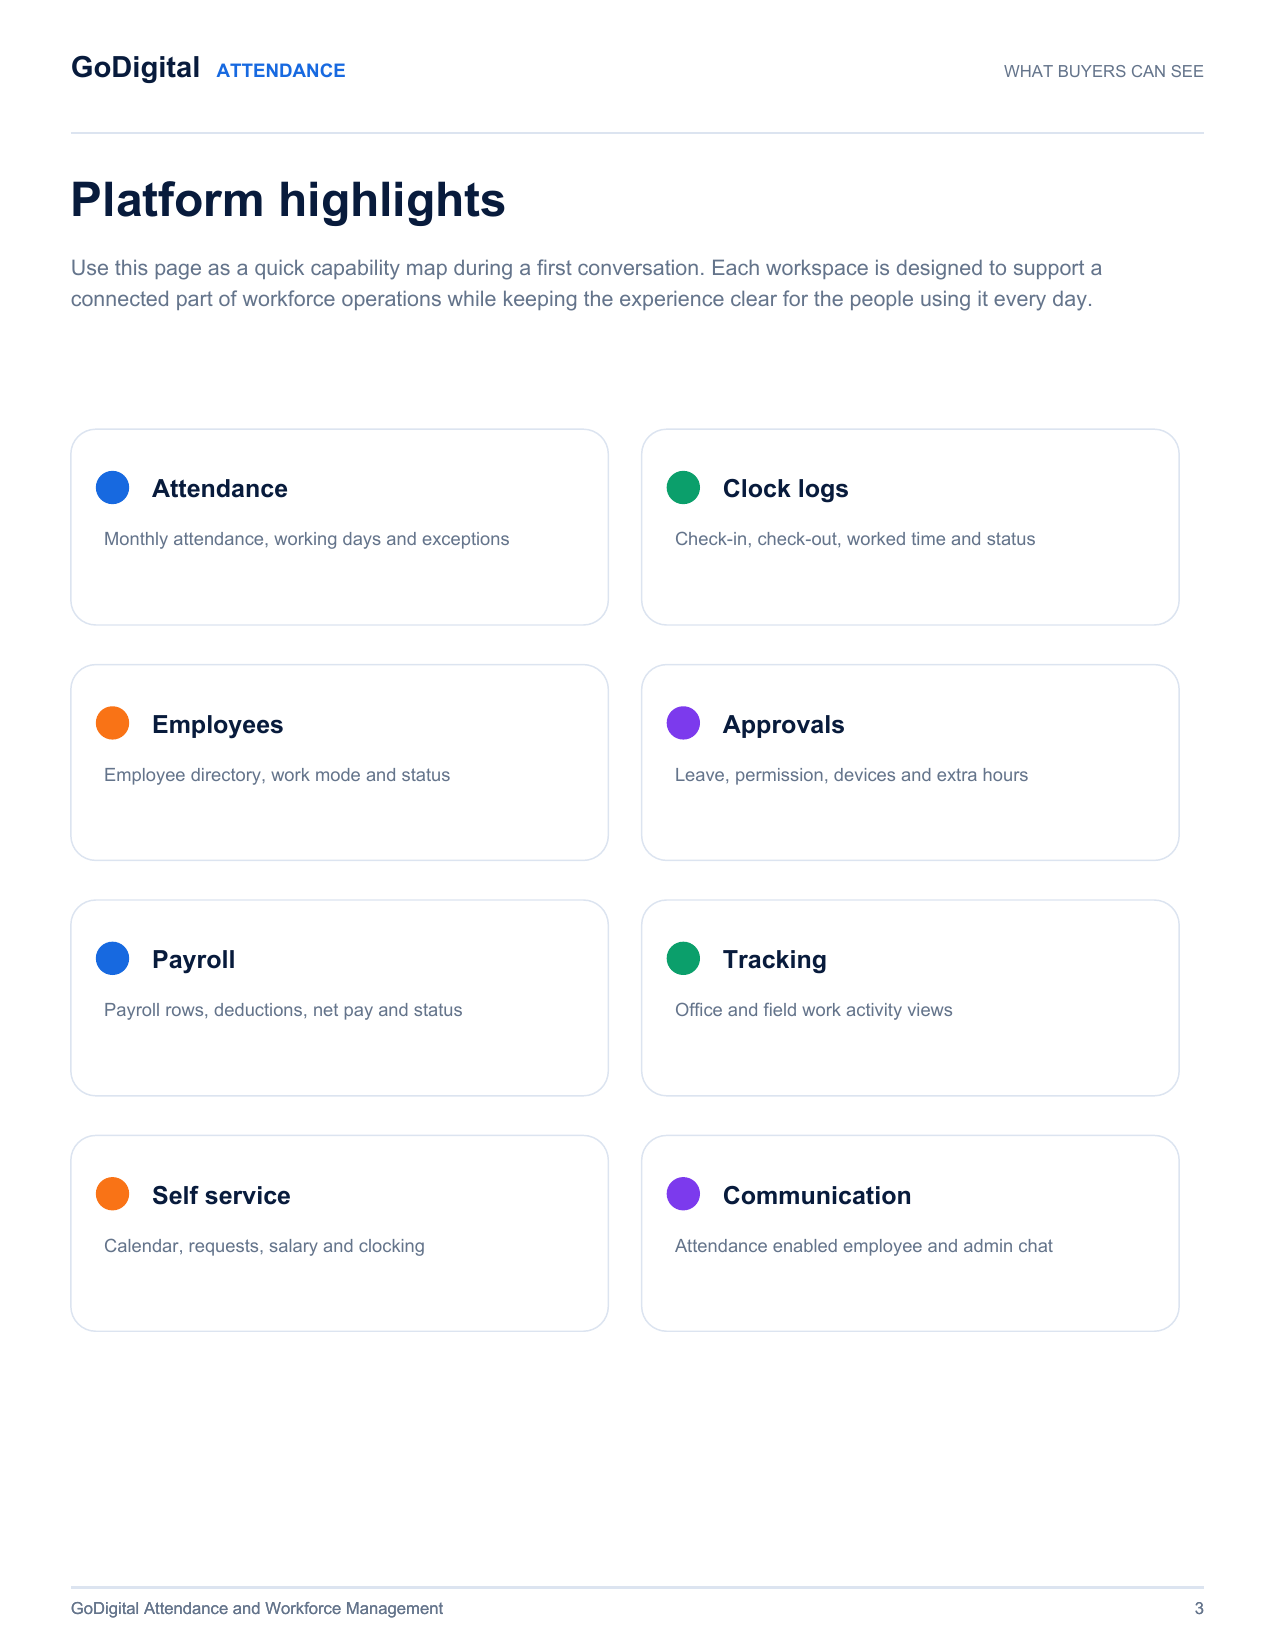 GoDigital ATTENDANCE
WHAT BUYERS CAN SEE
Platform highlights
Use this page as a quick capability map during a first conversation. Each workspace is designed to support a
connected part of workforce operations while keeping the experience clear for the people using it every day.
Attendance
Monthly attendance, working days and exceptions
Clock logs
Check-in, check-out, worked time and status
Employees
Employee directory, work mode and status
Approvals
Leave, permission, devices and extra hours
Payroll
Payroll rows, deductions, net pay and status
Tracking
Office and field work activity views
Self service
Calendar, requests, salary and clocking
Communication
Attendance enabled employee and admin chat
GoDigital Attendance and Workforce Management
3